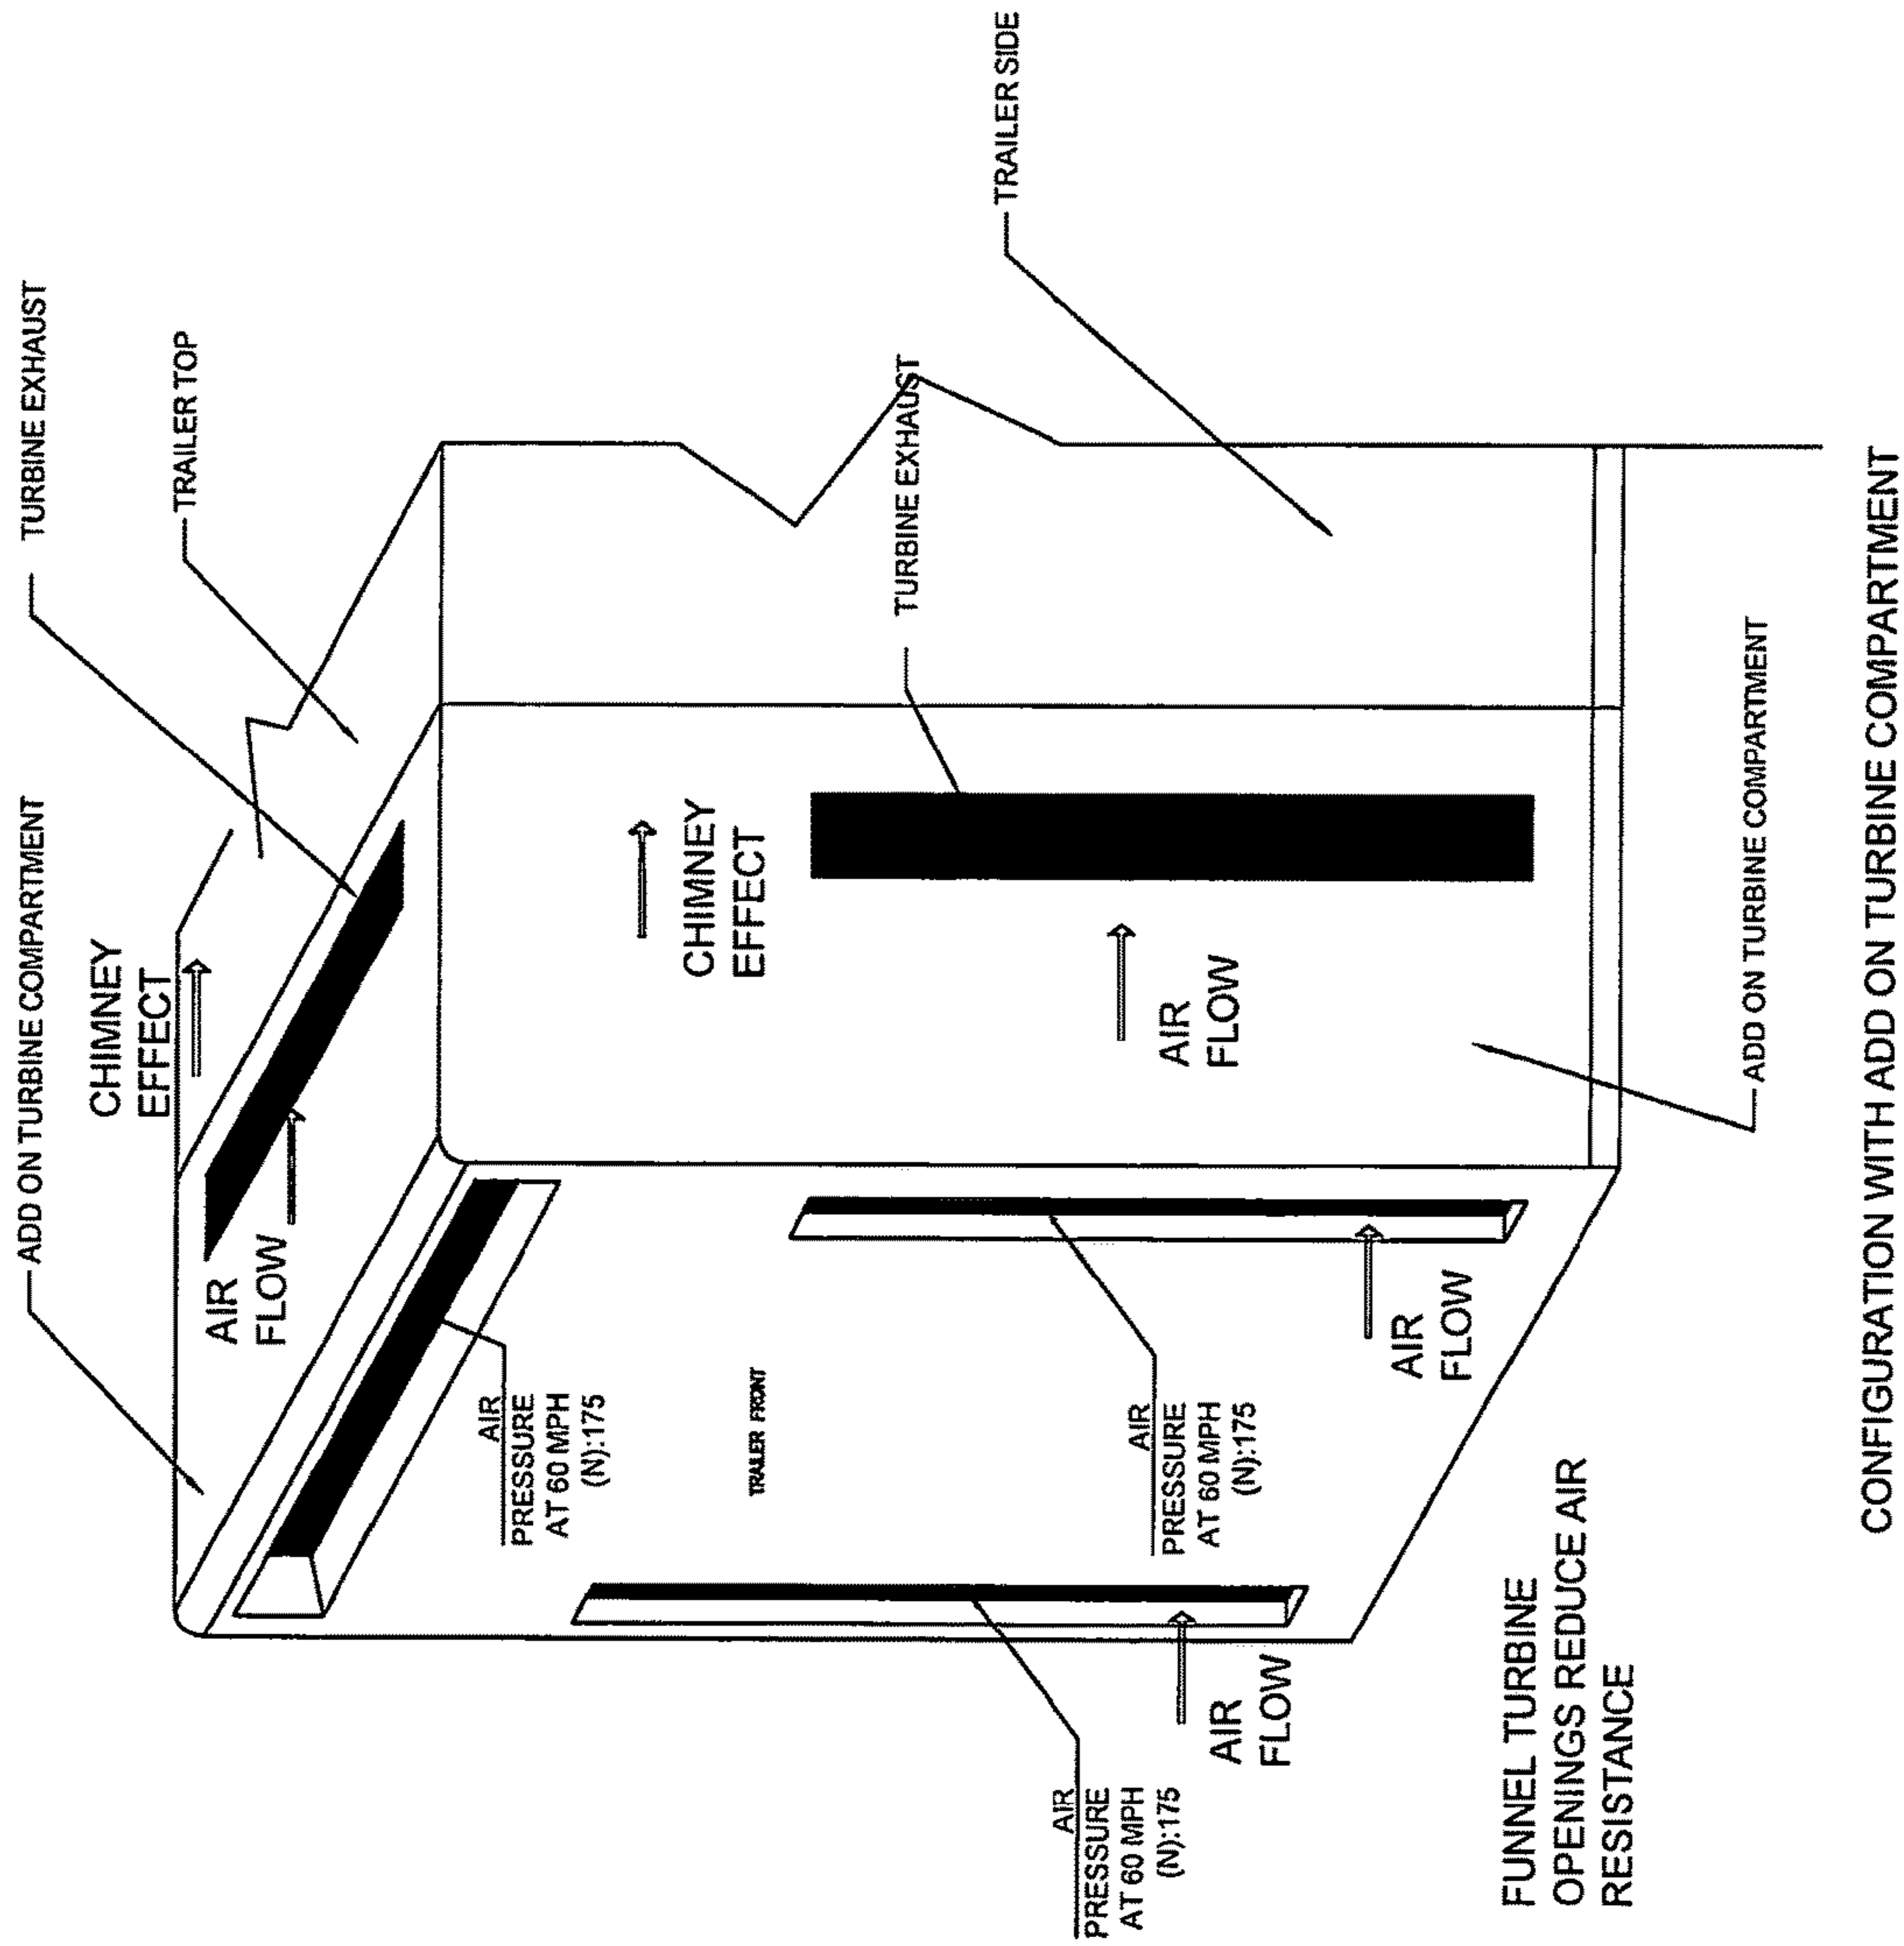 ADD ON TURBINE COMPARTMENT
TURBINE EXHAUST
CHIMNEY
EFFECT
TRAILER TOP
AIR
FLOW
AIR
PRESSURE
AT 60 MPH
(N):175
CHIMNEY
EFFECT
TRAILER FRONT
TURBINE EXHAUST
TRAILER SIDE
AIR
PRESSURE
AT 60 MPH
(N):175
AIR
PRESSURE
AT 60 MPH
(N):175
AIR
FLOW
AIR
FLOW
AIR
FLOW
FUNNEL TURBINE
OPENINGS REDUCE AIR
RESISTANCE
ADD ON TURBINE COMPARTMENT
CONFIGURATION WITH ADD ON TURBINE COMPARTMENT